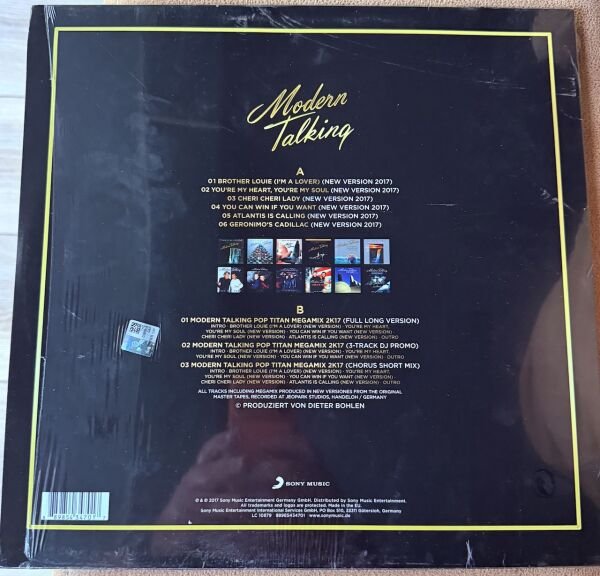 Modern
Talking
A
01 BROTHER LOUIE (I'M A LOVER) (NEW VERSION 2017)
02 YOU'RE MY HEART, YOU'RE MY SOUL (NEW VERSION 2017)
03 CHERI CHERI LADY (NEW VERSION 2017)
04 YOU CAN WIN IF YOU WANT (NEW VERSION 2017)
05 ATLANTIS IS CALLING (NEW VERSION 2017)
06 GERONIMO'S CADILLAC (NEW VERSION 2017)
B
01 MODERN TALKING POP TITAN MEGAMIX 2K17 (FULL LONG VERSION)
INTRO · BROTHER LOUIE (I'M A LOVER) (NEW VERSION) · YOU'RE MY HEART,
YOU'RE MY SOUL (NEW VERSION) · YOU CAN WIN IF YOU WANT (NEW VERSION)
CHERI CHERI LADY (NEW VERSION) · ATLANTIS IS CALLING (NEW VERSION) · OUTRO
02 MODERN TALKING POP TITAN MEGAMIX 2K17 (3-TRACK DJ PROMO)
INTRO · BROTHER LOUIE (I'M A LOVER) (NEW VERSION) · YOU'RE MY HEART,
YOU'RE MY SOUL (NEW VERSION) · YOU CAN WIN IF YOU WANT (NEW VERSION) · OUTRO
03 MODERN TALKING POP TITAN MEGAMIX 2K17 (CHORUS SHORT MIX)
INTRO · BROTHER LOUIE (I'M A LOVER) (NEW VERSION) · YOU'RE MY HEART,
YOU'RE MY SOUL (NEW VERSION) · YOU CAN WIN IF YOU WANT (NEW VERSION)
CHERI CHERI LADY (NEW VERSION) · ATLANTIS IS CALLING (NEW VERSION) · OUTRO
ALL TRACKS INCLUDING MEGAMIX PRODUCED IN NEW VERSIONS FROM THE ORIGINAL
MASTER TAPES, RECORDED AT JEOPARK STUDIOS, HANDELOH / GERMANY
© PRODUZIERT VON DIETER BOHLEN
SONY MUSIC
℗ & © 2017 Sony Music Entertainment Germany GmbH. Distributed by Sony Music Entertainment.
All trademarks and logos are protected. Made in the EU.
Sony Music Entertainment International Services GmbH, PO Box 510, 33311 Gütersloh, Germany
LC 10879 88985434701 www.sonymusic.de